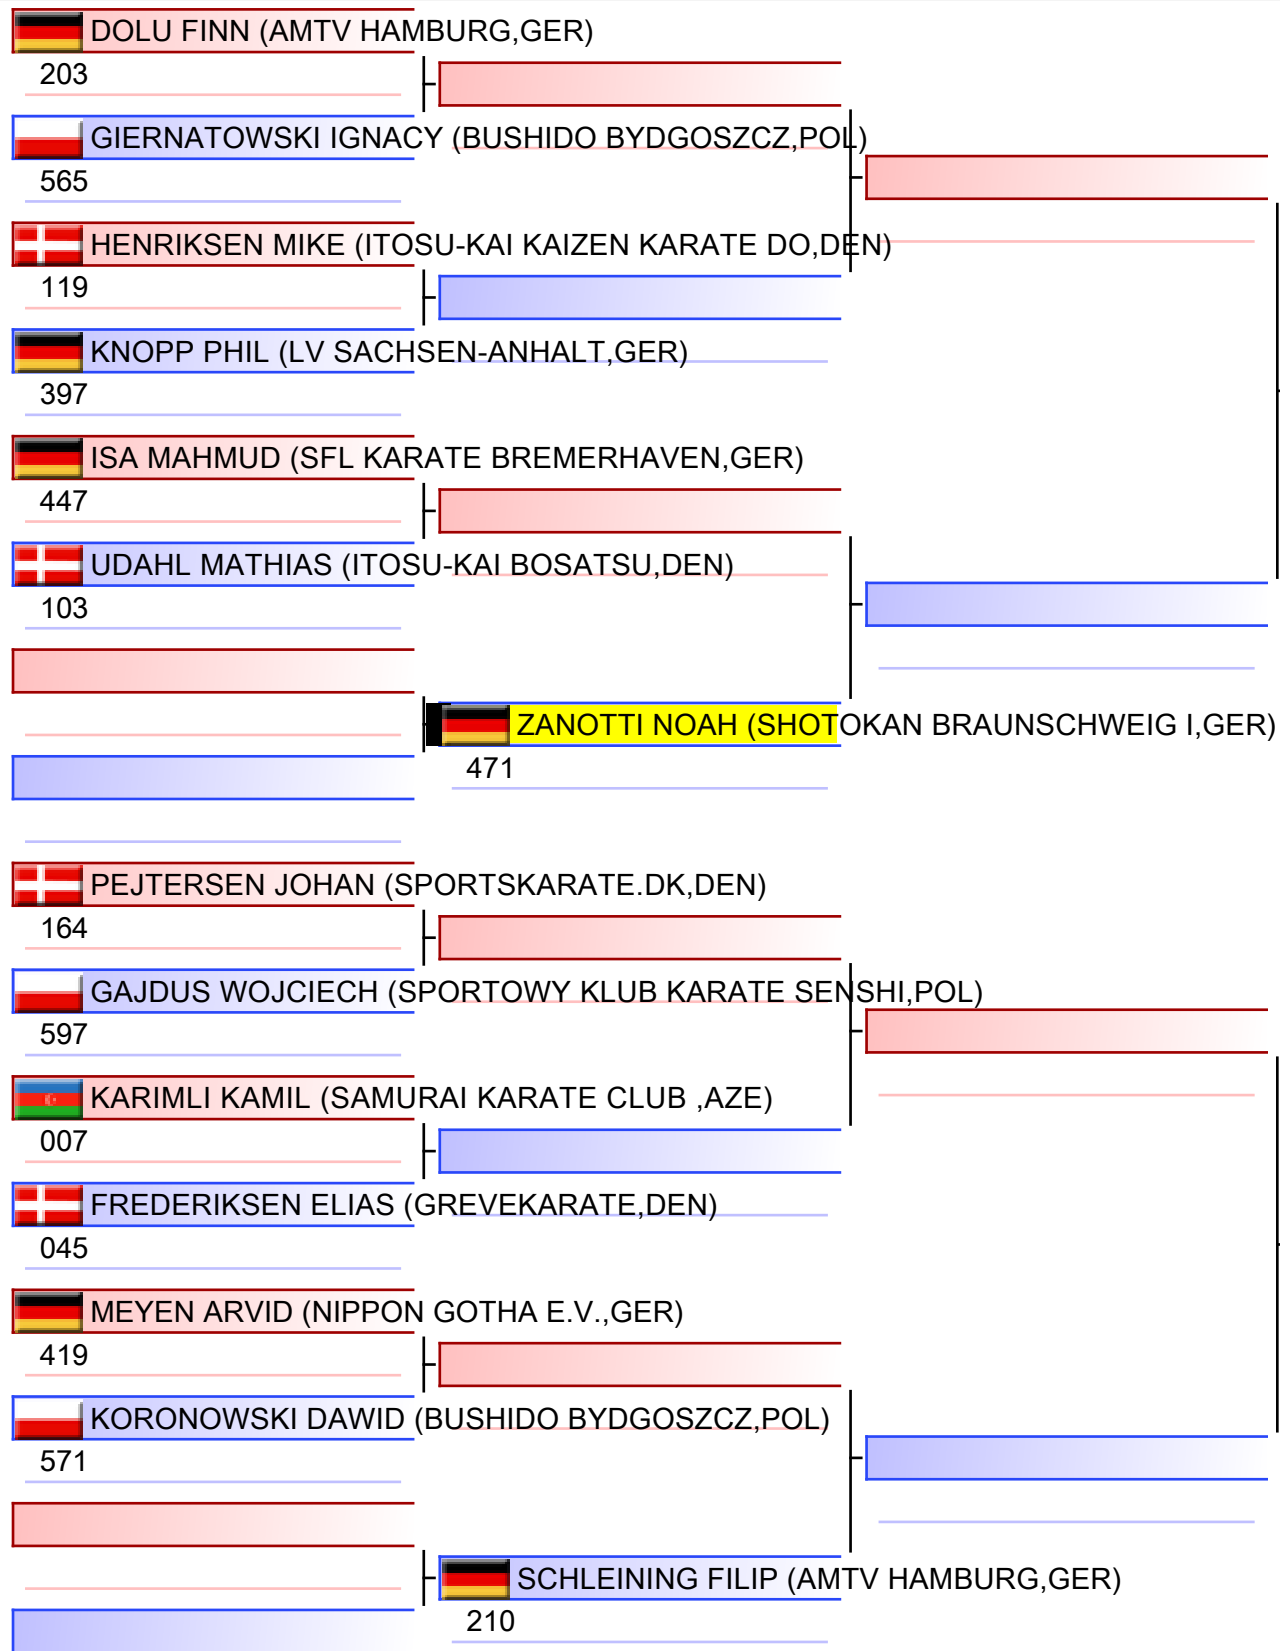 DOLU FINN (AMTV HAMBURG,GER)
203
GIERNATOWSKI IGNACY (BUSHIDO BYDGOSZCZ,POL)
565
HENRIKSEN MIKE (ITOSU-KAI KAIZEN KARATE DO,DEN)
119
KNOPP PHIL (LV SACHSEN-ANHALT,GER)
397
ISA MAHMUD (SFL KARATE BREMERHAVEN,GER)
447
UDAHL MATHIAS (ITOSU-KAI BOSATSU,DEN)
103
ZANOTTI NOAH (SHOTOKAN BRAUNSCHWEIG I,GER)
471
PEJTERSEN JOHAN (SPORTSKARATE.DK,DEN)
164
GAJDUS WOJCIECH (SPORTOWY KLUB KARATE SENSHI,POL)
597
KARIMLI KAMIL (SAMURAI KARATE CLUB ,AZE)
007
FREDERIKSEN ELIAS (GREVEKARATE,DEN)
045
MEYEN ARVID (NIPPON GOTHA E.V.,GER)
419
KORONOWSKI DAWID (BUSHIDO BYDGOSZCZ,POL)
571
SCHLEINING FILIP (AMTV HAMBURG,GER)
210